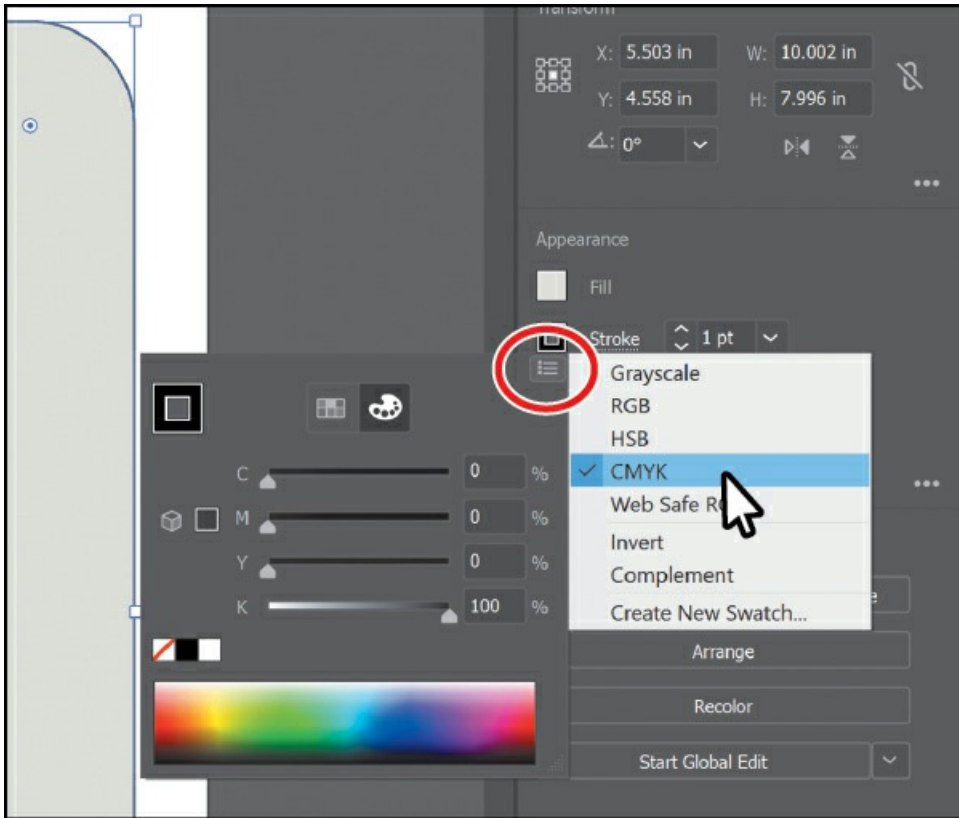 Transform
X: 5.503 in W: 10.002 in
Y: 4.558 in H: 7.996 in
0°
Appearance
Fill
Stroke 1 pt
Grayscale
RGB
HSB
CMYK
Web Safe
Invert
Complement
Create New Swatch...
C 0 %
M 0 %
Y 0 %
K 100 %
Arrange
Recolor
Start Global Edit